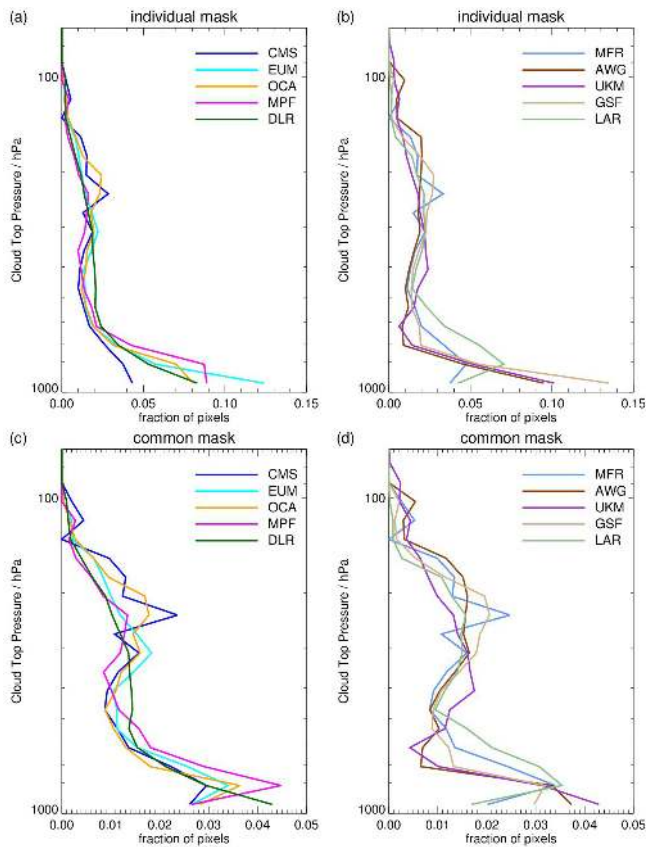 (a) individual mask
CMS
EUM
OCA
MPF
DLR
100
1000
Cloud Top Pressure / hPa
0.00 0.05 0.10 0.15
fraction of pixels
(b) individual mask
MFR
AWG
UKM
GSF
LAR
100
1000
Cloud Top Pressure / hPa
0.00 0.05 0.10 0.15
fraction of pixels
(c) common mask
CMS
EUM
OCA
MPF
DLR
100
1000
Cloud Top Pressure / hPa
0.00 0.01 0.02 0.03 0.04 0.05
fraction of pixels
(d) common mask
MFR
AWG
UKM
GSF
LAR
100
1000
Cloud Top Pressure / hPa
0.00 0.01 0.02 0.03 0.04 0.05
fraction of pixels